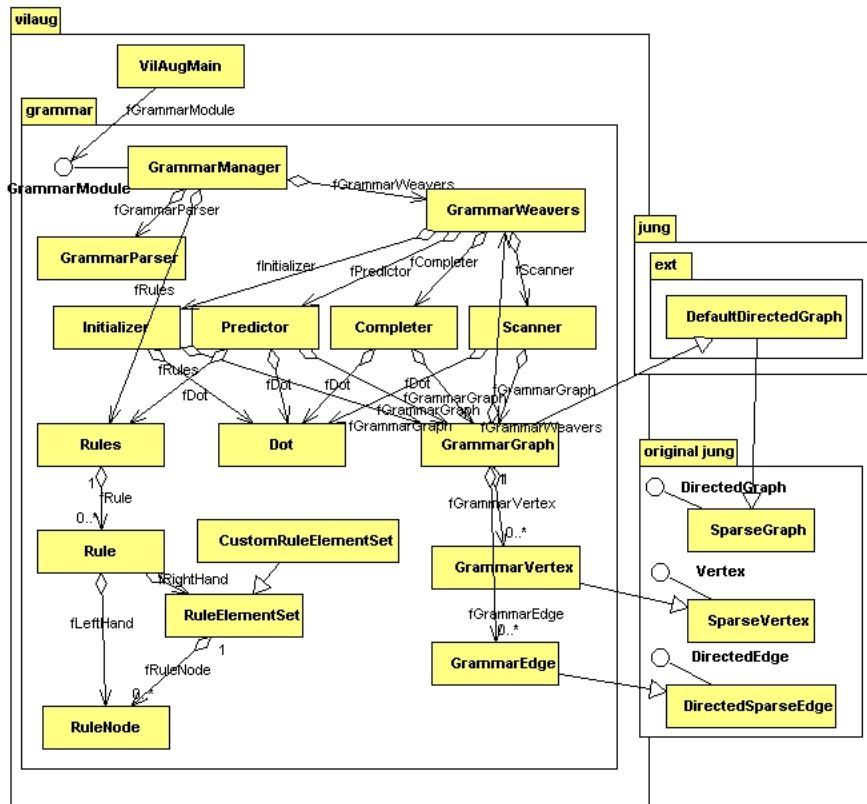 vilaug
VilAugMain
fGrammarModule
grammar
GrammarManager
GrammarModule
fGrammarWeavers
fGrammarParser
GrammarWeavers
GrammarParser
fInitializer
fPredictor
fCompleter
fScanner
fRules
jung
ext
DefaultDirectedGraph
Initializer
Predictor
Completer
Scanner
fRules
fDot
fDot
fDot
fDot
fGrammarGraph
fGrammarGraph
fGrammarGraph
fGrammarGraph
fGrammarWeavers
Rules
Dot
GrammarGraph
1
fRule
0..*
1
1
fGrammarVertex
0..*
original jung
DirectedGraph
SparseGraph
Rule
CustomRuleElementSet
GrammarVertex
Vertex
fRightHand
fLeftHand
RuleElementSet
1
fGrammarEdge
0..*
SparseVertex
fRuleNode
0..*
GrammarEdge
DirectedEdge
DirectedSparseEdge
RuleNode